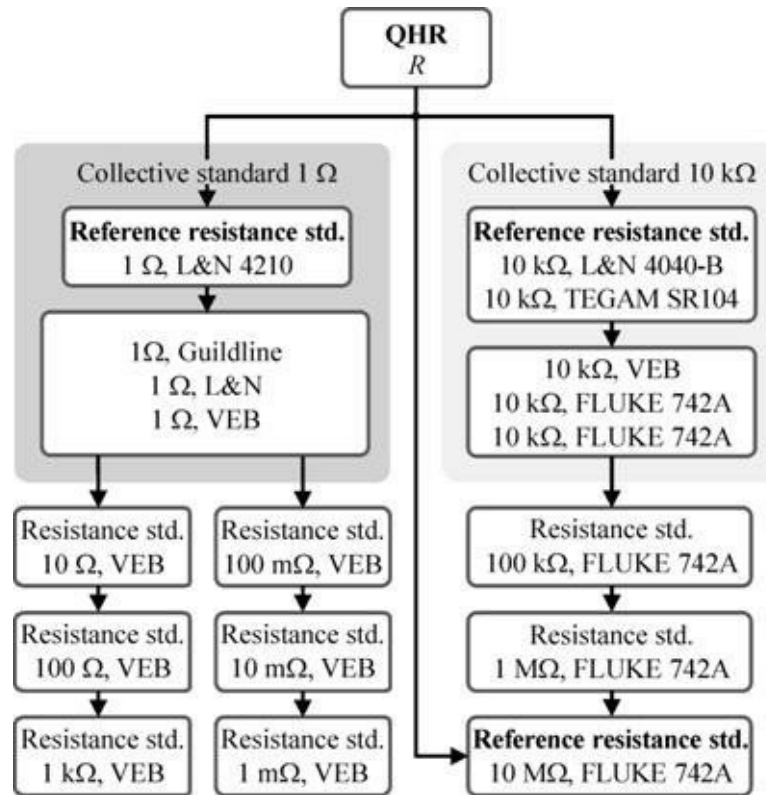 QHR
R
Collective standard 1 Ω
Reference resistance std.
1 Ω, L&N 4210
1Ω, Guildline
1 Ω, L&N
1 Ω, VEB
Resistance std.
10 Ω, VEB
Resistance std.
100 Ω, VEB
Resistance std.
1 kΩ, VEB
Resistance std.
100 mΩ, VEB
Resistance std.
10 mΩ, VEB
Resistance std.
1 mΩ, VEB
Collective standard 10 kΩ
Reference resistance std.
10 kΩ, L&N 4040-B
10 kΩ, TEGAM SR104
10 kΩ, VEB
10 kΩ, FLUKE 742A
10 kΩ, FLUKE 742A
Resistance std.
100 kΩ, FLUKE 742A
Resistance std.
1 MΩ, FLUKE 742A
Reference resistance std.
10 MΩ, FLUKE 742A